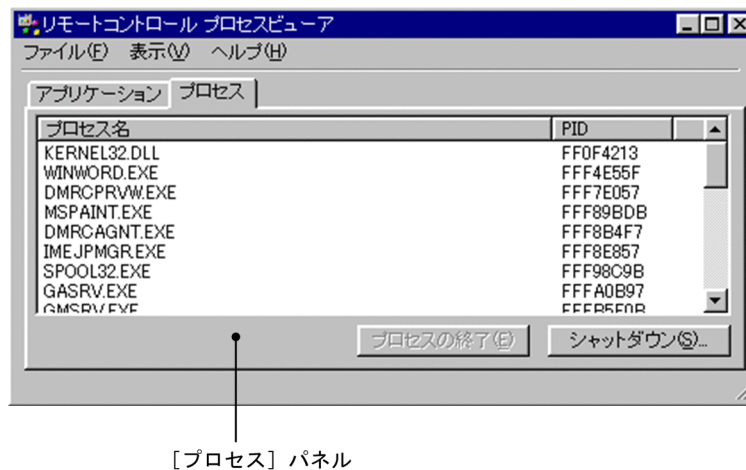 リモートコントロール プロセスビューア
ファイル(F) 表示(V) ヘルプ(H)
アプリケーション プロセス
プロセス名 PID
KERNEL32.DLL FF0F4213
WINWORD.EXE FFF4E55F
DMRCPRVW.EXE FFF7E057
MSPAINT.EXE FFF89BDB
DMRCAGNT.EXE FFF8B4F7
IMEJPMGR.EXE FFF8E857
SPOOL32.EXE FFF98C9B
GASRV.EXE FFFA0B97
GMSRV.EXE FFFB5F0B
プロセスの終了(E) シャットダウン(S)...
［プロセス］パネル